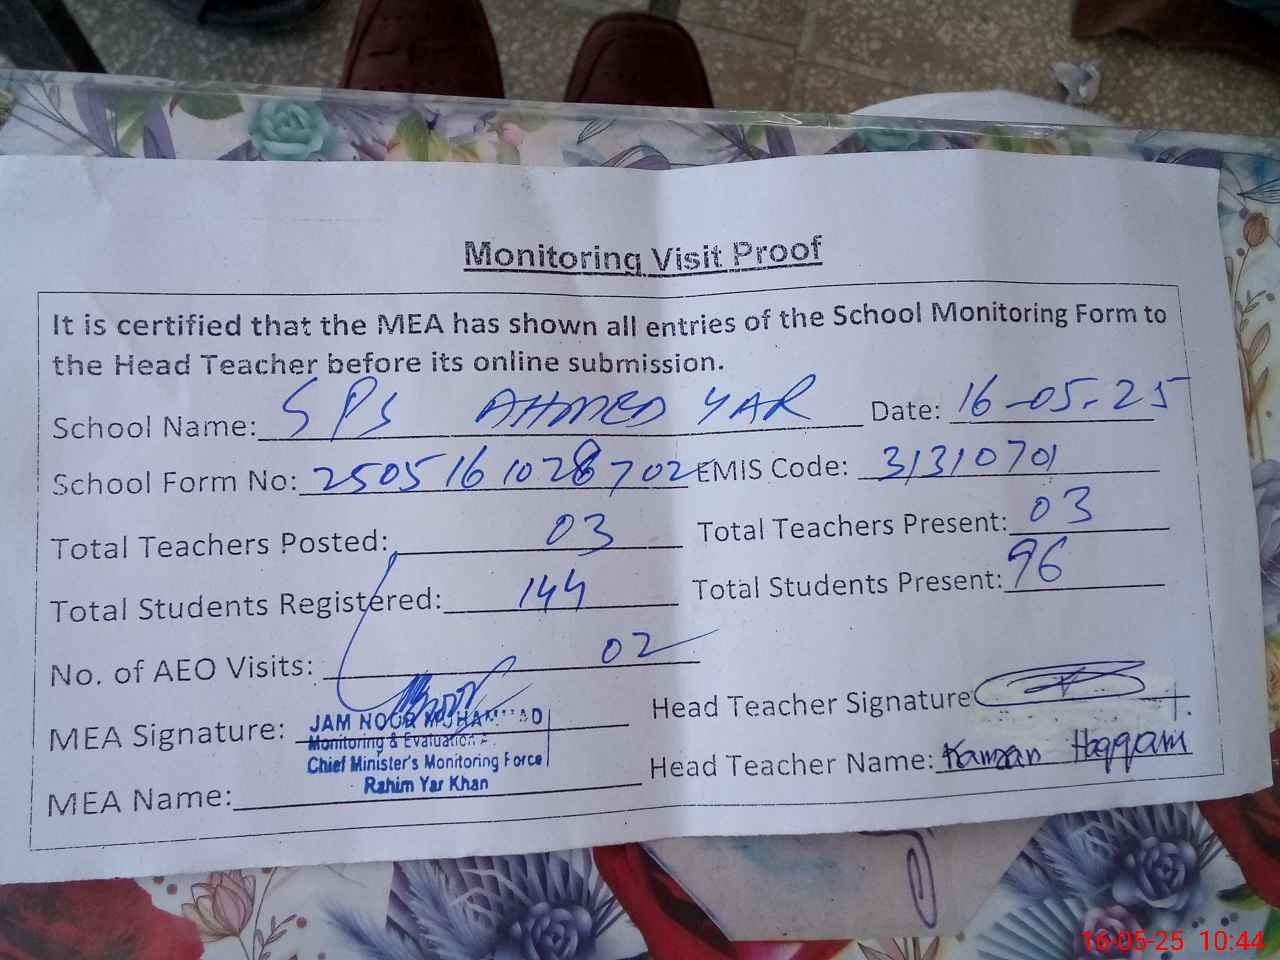 Monitoring Visit Proof
It is certified that the MEA has shown all entries of the School Monitoring Form to
the Head Teacher before its online submission.
School Name: SPS AHMED YAR Date: 16-05-25
School Form No: 2505161028702 EMIS Code: 31310701
Total Teachers Posted: 03 Total Teachers Present: 03
Total Students Registered: 144 Total Students Present: 96
No. of AEO Visits: 02
MEA Signature: Head Teacher Signature
JAM NOOR MUHAMMAD
Monitoring & Evaluation A
Chief Minister's Monitoring Force
Rahim Yar Khan
MEA Name: Head Teacher Name: Kamran
16-05-25 10:44